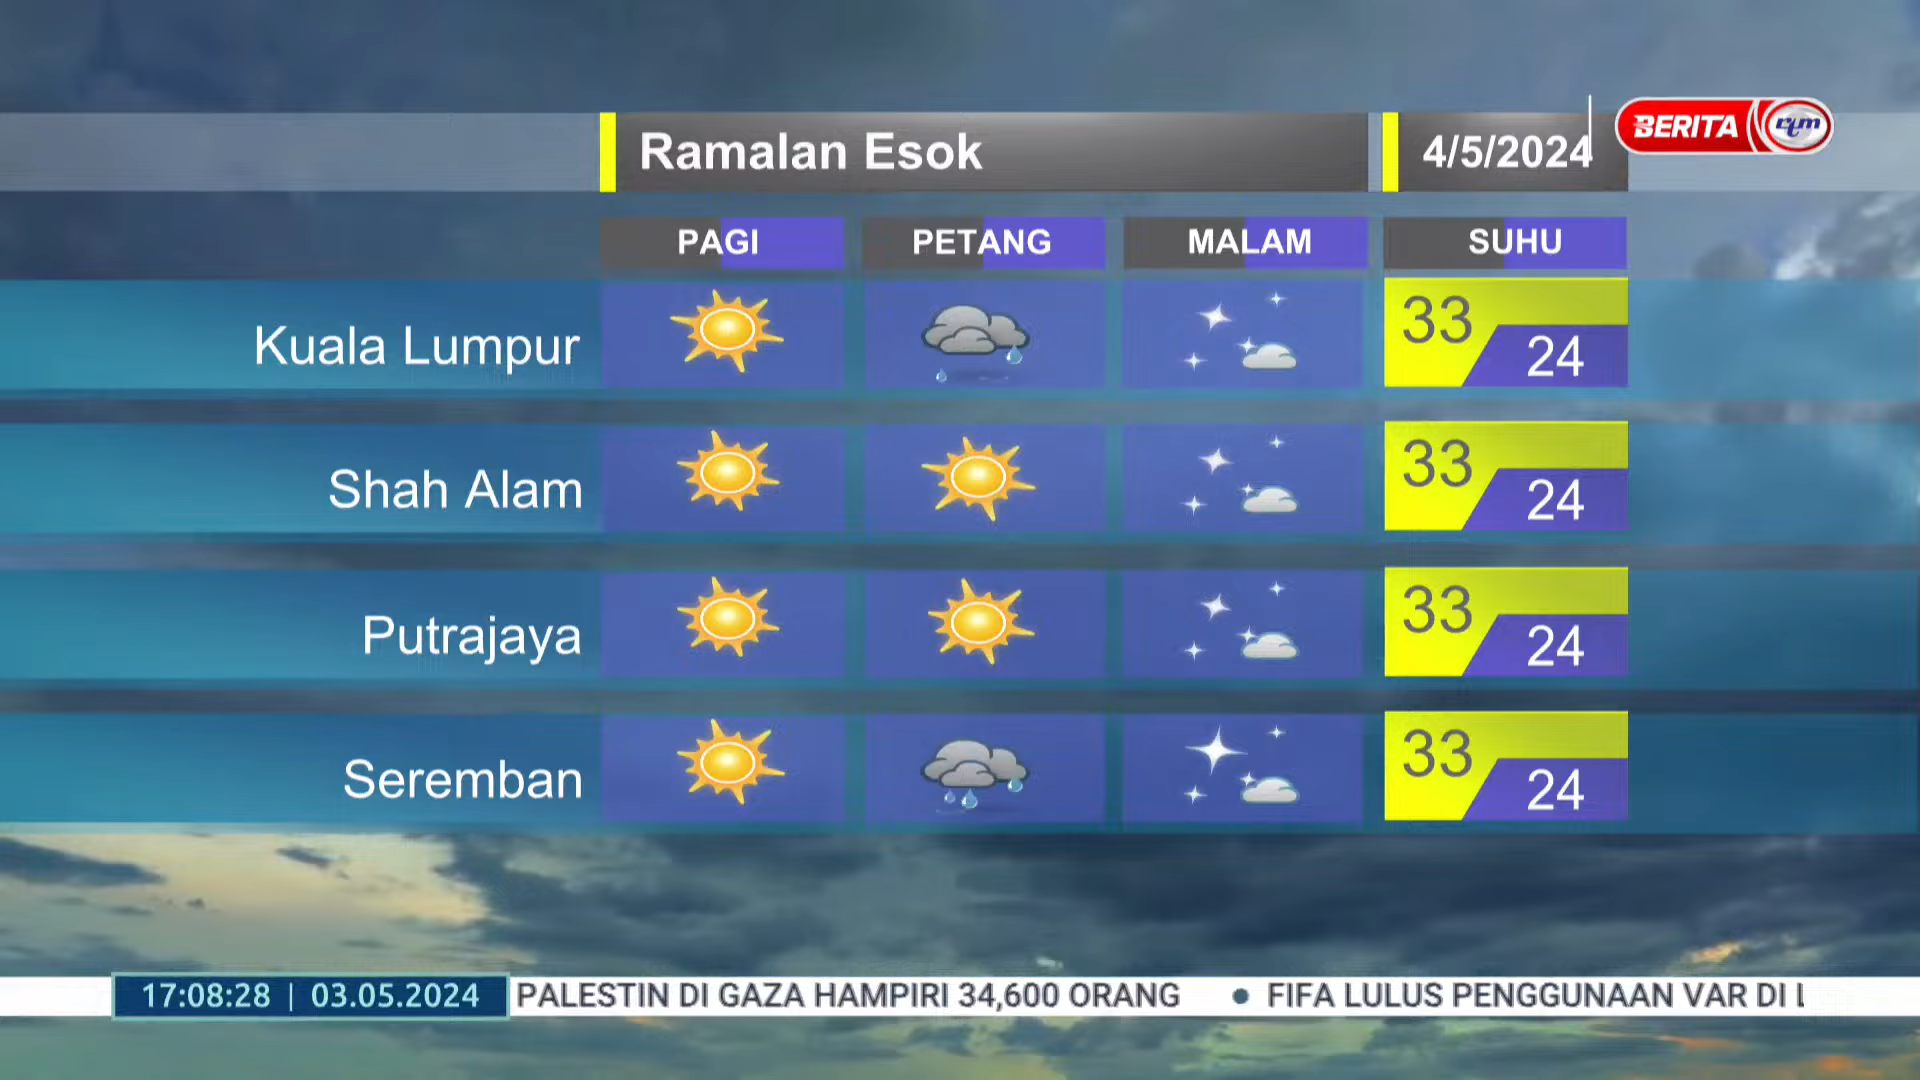 Ramalan Esok
4/5/2024
BERITA rtm
PAGI PETANG MALAM SUHU
Kuala Lumpur 33 24
Shah Alam 33 24
Putrajaya 33 24
Seremban 33 24
17:08:28 | 03.05.2024 PALESTIN DI GAZA HAMPIRI 34,600 ORANG • FIFA LULUS PENGGUNAAN VAR DI